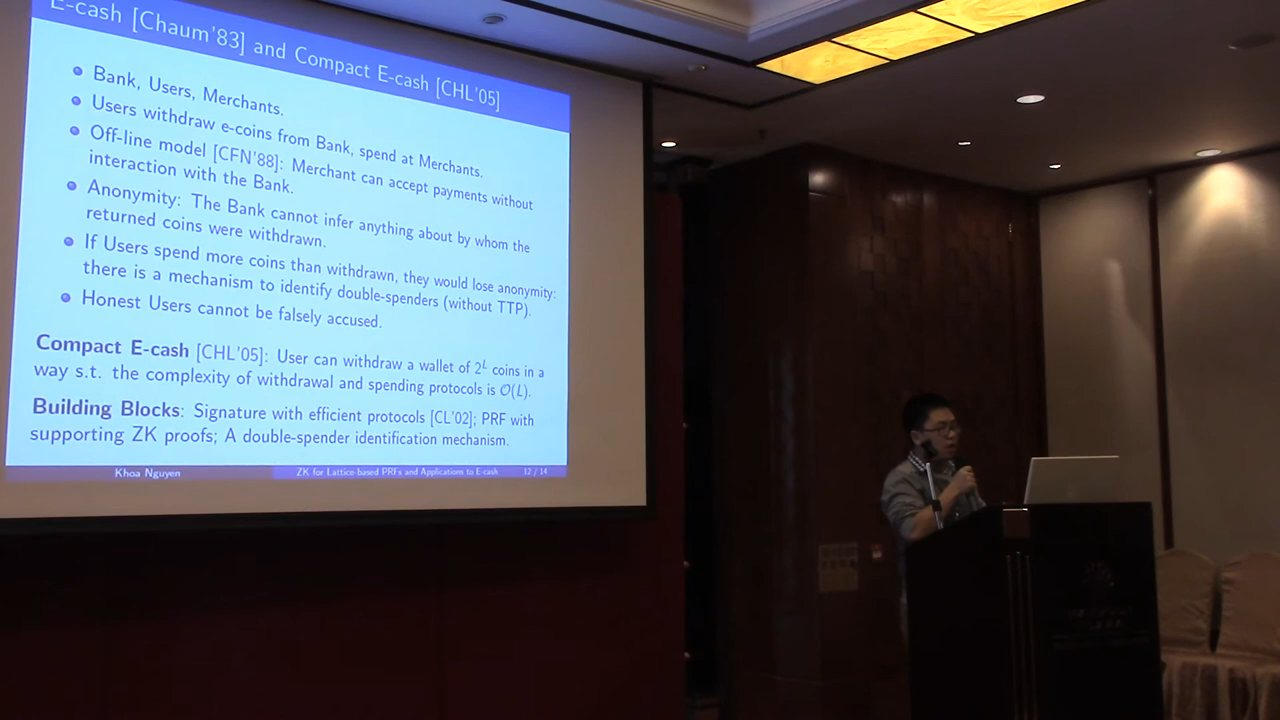 E-cash [Chaum'83] and Compact E-cash [CHL'05]
Bank, Users, Merchants.
Users withdraw e-coins from Bank, spend at Merchants.
Off-line model [CFN'88]: Merchant can accept payments without
interaction with the Bank.
Anonymity: The Bank cannot infer anything about by whom the
returned coins were withdrawn.
If Users spend more coins than withdrawn, they would lose anonymity:
there is a mechanism to identify double-spenders (without TTP).
Honest Users cannot be falsely accused.
Compact E-cash [CHL'05]: User can withdraw a wallet of 2^L coins in a
way s.t. the complexity of withdrawal and spending protocols is O(L).
Building Blocks: Signature with efficient protocols [CL'02]; PRF with
supporting ZK proofs; A double-spender identification mechanism.
Khoa Nguyen ZK for Lattice-based PRFs and Applications to E-cash 12 / 14